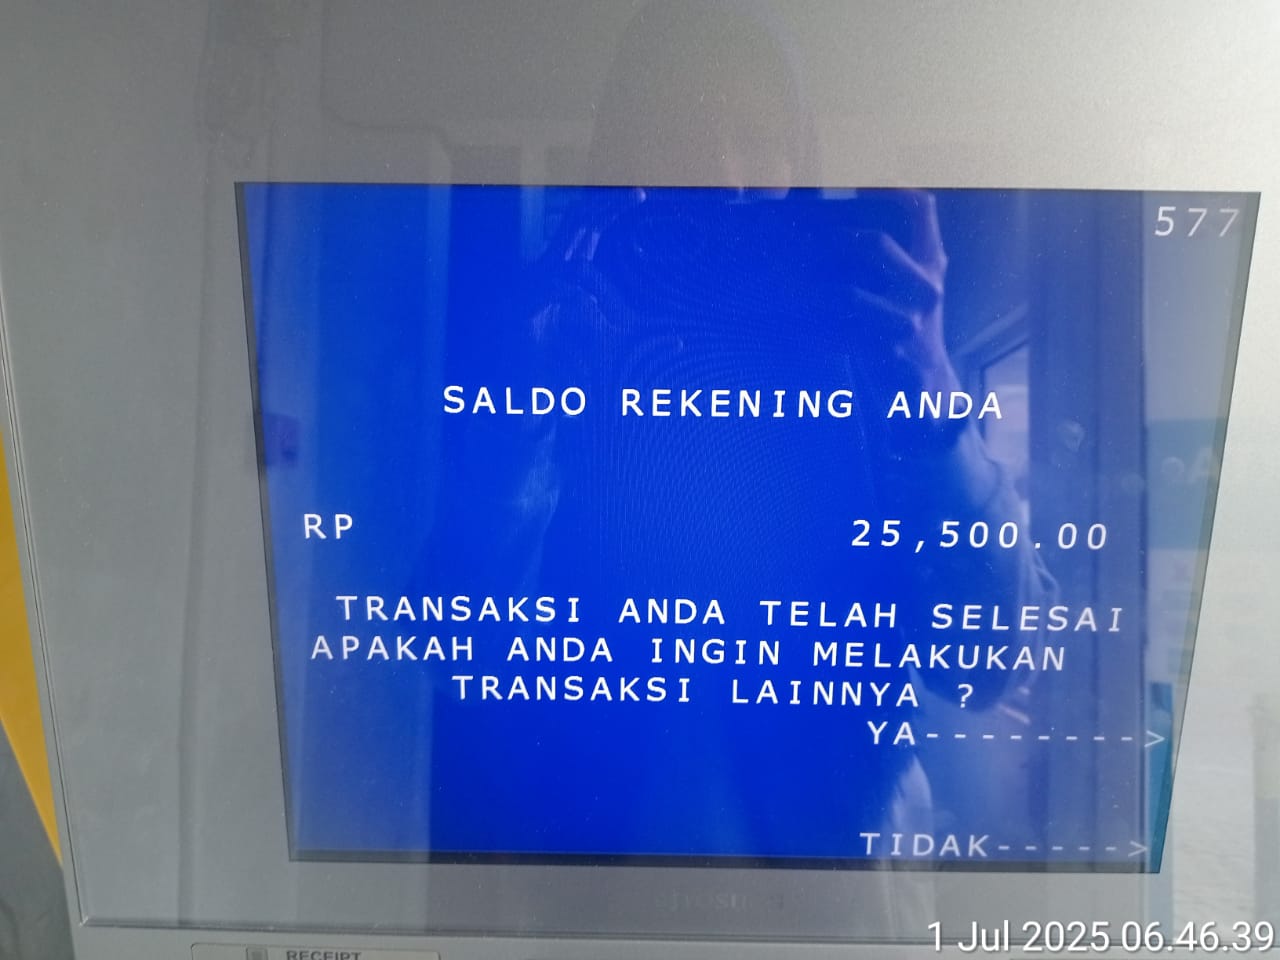 577
SALDO REKENING ANDA
RP 25,500.00
TRANSAKSI ANDA TELAH SELESAI
APAKAH ANDA INGIN MELAKUKAN
TRANSAKSI LAINNYA ?
YA-------->
TIDAK----->
RECEIPT
1 Jul 2025 06.46.39